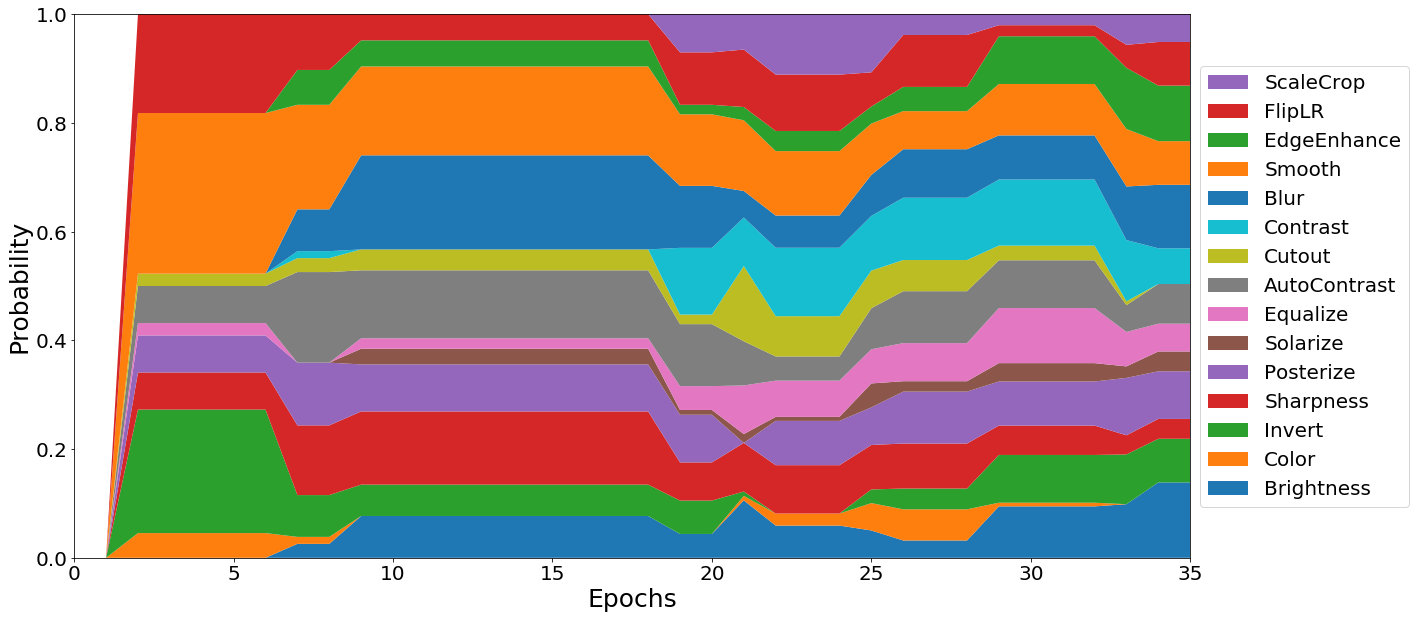 1.0
0.8
0.6
0.4
0.2
0.0
Probability
0 5 10 15 20 25 30 35
Epochs
ScaleCrop
FlipLR
EdgeEnhance
Smooth
Blur
Contrast
Cutout
AutoContrast
Equalize
Solarize
Posterize
Sharpness
Invert
Color
Brightness